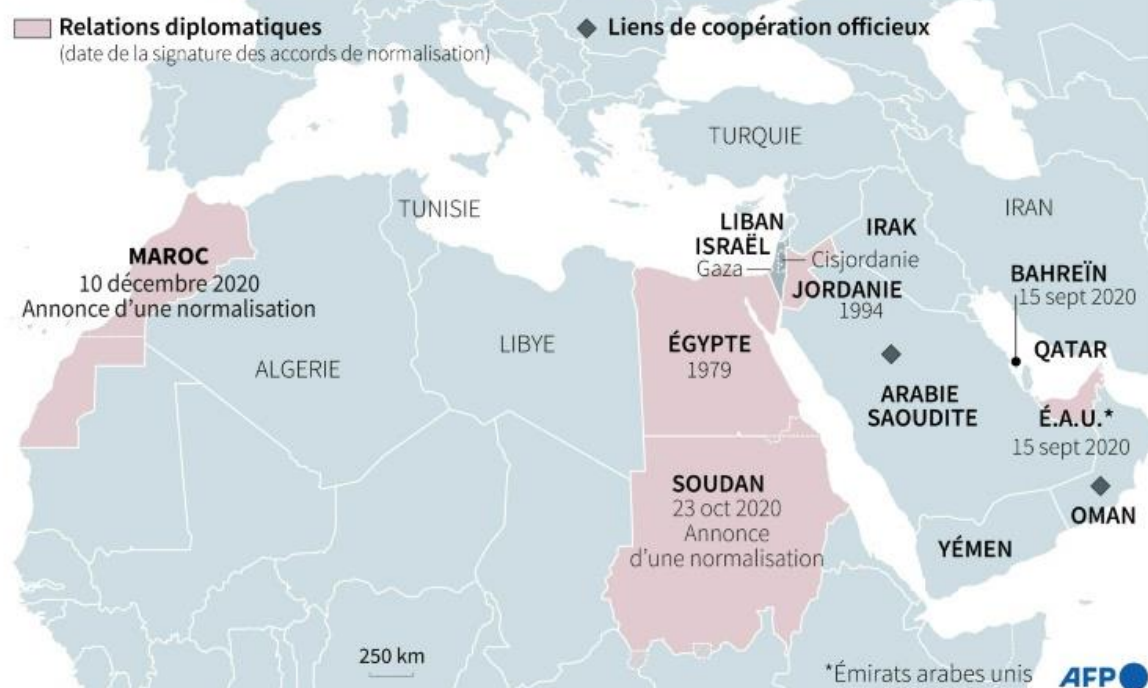 Relations diplomatiques
(date de la signature des accords de normalisation)
Liens de coopération officieux
TURQUIE
TUNISIE
IRAN
LIBAN
ISRAËL
Gaza
Cisjordanie
IRAK
MAROC
10 décembre 2020
Annonce d’une normalisation
JORDANIE
1994
BAHREÏN
15 sept 2020
ALGERIE
LIBYE
ÉGYPTE
1979
QATAR
ARABIE
SAOUDITE
É.A.U.*
15 sept 2020
SOUDAN
23 oct 2020
Annonce
d’une normalisation
OMAN
YÉMEN
250 km
*Émirats arabes unis
AFP